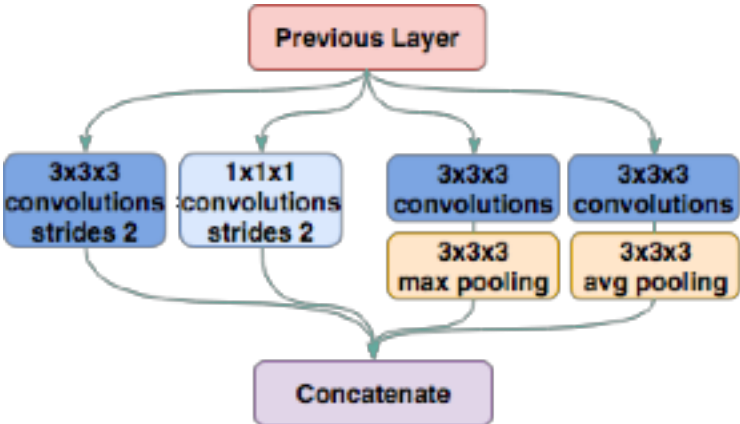 Previous Layer
3x3x3
convolutions
strides 2
1x1x1
convolutions
strides 2
3x3x3
convolutions
3x3x3
max pooling
3x3x3
convolutions
3x3x3
avg pooling
Concatenate